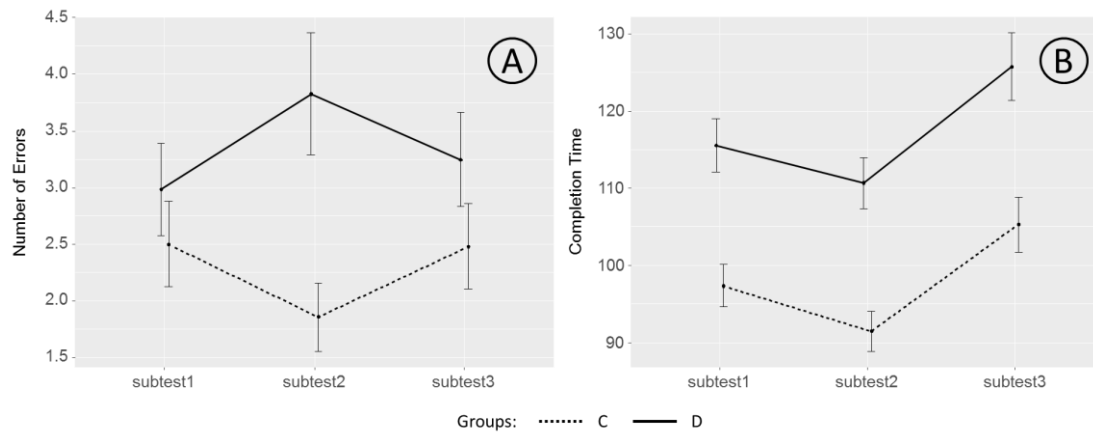 A
Number of Errors
4.5
4.0
3.5
3.0
2.5
2.0
1.5
subtest1 subtest2 subtest3
B
Completion Time
130
120
110
100
90
subtest1 subtest2 subtest3
Groups: C D